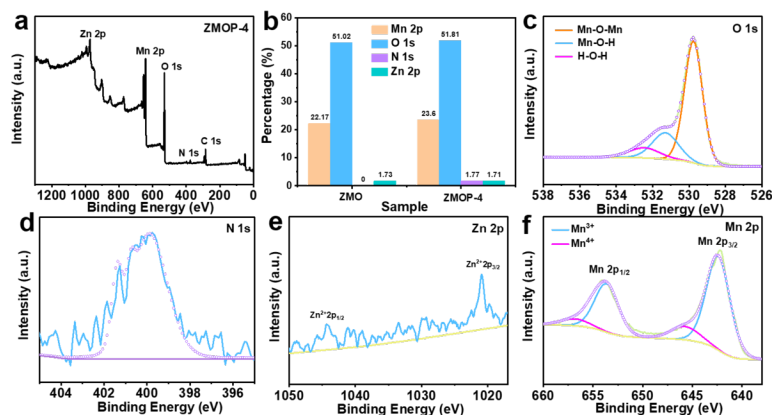 a
ZMOP-4
Zn 2p
Mn 2p
O 1s
N 1s
C 1s
Intensity (a.u.)
1200 1000 800 600 400 200 0
Binding Energy (eV)
b
Mn 2p
O 1s
N 1s
Zn 2p
Percentage (%)
60
50
40
30
20
10
0
22.17
51.02
0
1.73
23.6
51.81
1.77
1.71
ZMO
ZMOP-4
Sample
c
O 1s
Mn-O-Mn
Mn-O-H
H-O-H
Intensity (a.u.)
538 536 534 532 530 528 526
Binding Energy (eV)
d
N 1s
Intensity (a.u.)
404 402 400 398 396 394
Binding Energy (eV)
e
Zn 2p
Zn²⁺2p₁/₂
Zn²⁺2p₃/₂
Intensity (a.u.)
1050 1040 1030 1020
Binding Energy (eV)
f
Mn 2p
Mn³⁺
Mn⁴⁺
Mn 2p₁/₂
Mn 2p₃/₂
Intensity (a.u.)
660 655 650 645 640
Binding Energy (eV)